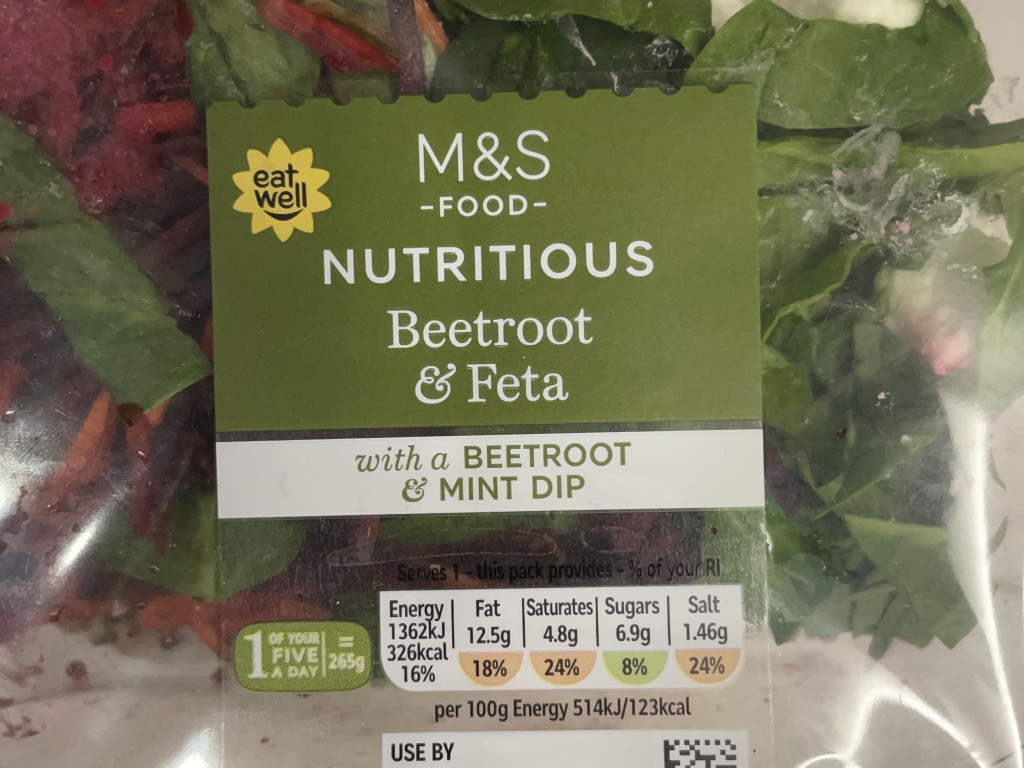 eat
well
M&S
-FOOD-
NUTRITIOUS
Beetroot
& Feta
with a BEETROOT
& MINT DIP
Serves 1 - this pack provides - % of your RI
Energy Fat Saturates Sugars Salt
1362kJ 12.5g 4.8g 6.9g 1.46g
326kcal
16% 18% 24% 8% 24%
1 OF YOUR FIVE A DAY = 265g
per 100g Energy 514kJ/123kcal
USE BY